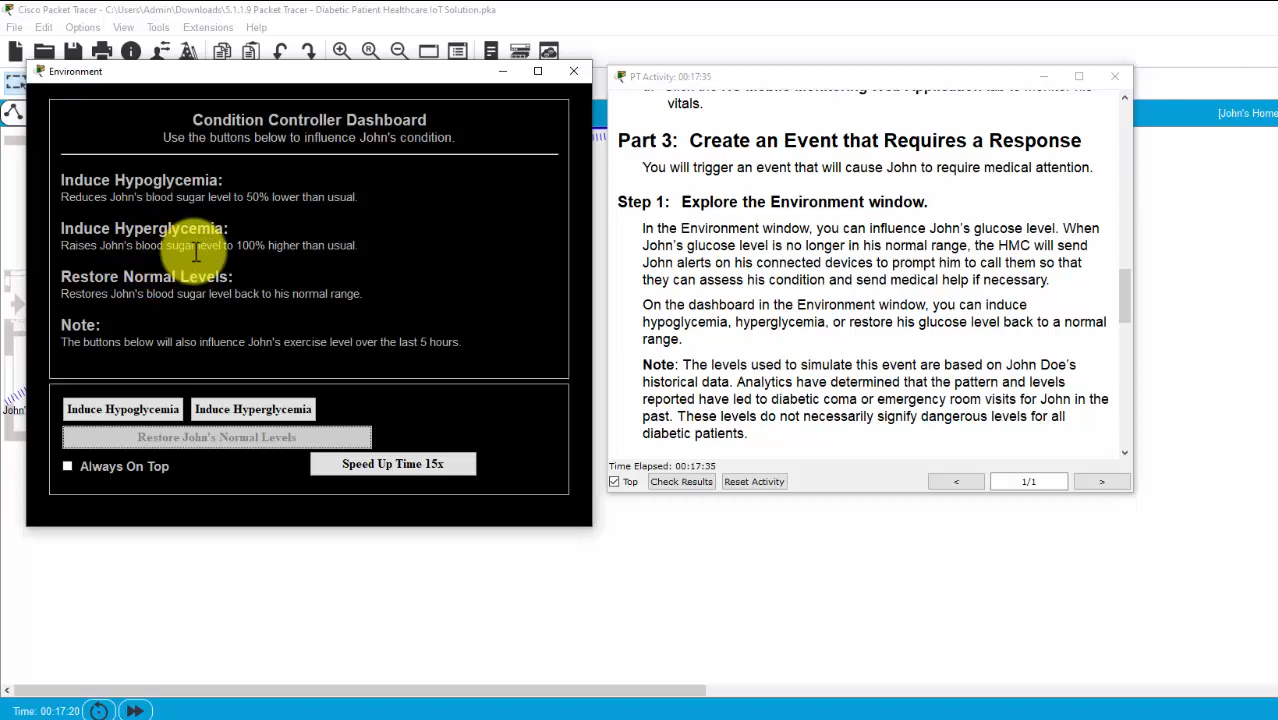 Cisco Packet Tracer - C:\Users\Admin\Downloads\5.1.1.9 Packet Tracer - Diabetic Patient Healthcare IoT Solution.pka
File Edit Options View Tools Extensions Help
Environment
Condition Controller Dashboard
Use the buttons below to influence John's condition.
Induce Hypoglycemia:
Reduces John's blood sugar level to 50% lower than usual.
Induce Hyperglycemia:
Raises John's blood sugar level to 100% higher than usual.
Restore Normal Levels:
Restores John's blood sugar level back to his normal range.
Note:
The buttons below will also influence John's exercise level over the last 5 hours.
Induce Hypoglycemia Induce Hyperglycemia
Restore John's Normal Levels
Always On Top
Speed Up Time 15x
PT Activity: 00:17:35
vitals.
Part 3: Create an Event that Requires a Response
You will trigger an event that will cause John to require medical attention.
Step 1: Explore the Environment window.
In the Environment window, you can influence John's glucose level. When
John's glucose level is no longer in his normal range, the HMC will send
John alerts on his connected devices to prompt him to call them so that
they can assess his condition and send medical help if necessary.
On the dashboard in the Environment window, you can induce
hypoglycemia, hyperglycemia, or restore his glucose level back to a normal
range.
Note: The levels used to simulate this event are based on John Doe's
historical data. Analytics have determined that the pattern and levels
reported have led to diabetic coma or emergency room visits for John in the
past. These levels do not necessarily signify dangerous levels for all
diabetic patients.
Time Elapsed: 00:17:35
Top Check Results Reset Activity < 1/1 >
[John's Home
John'
Time: 00:17:20